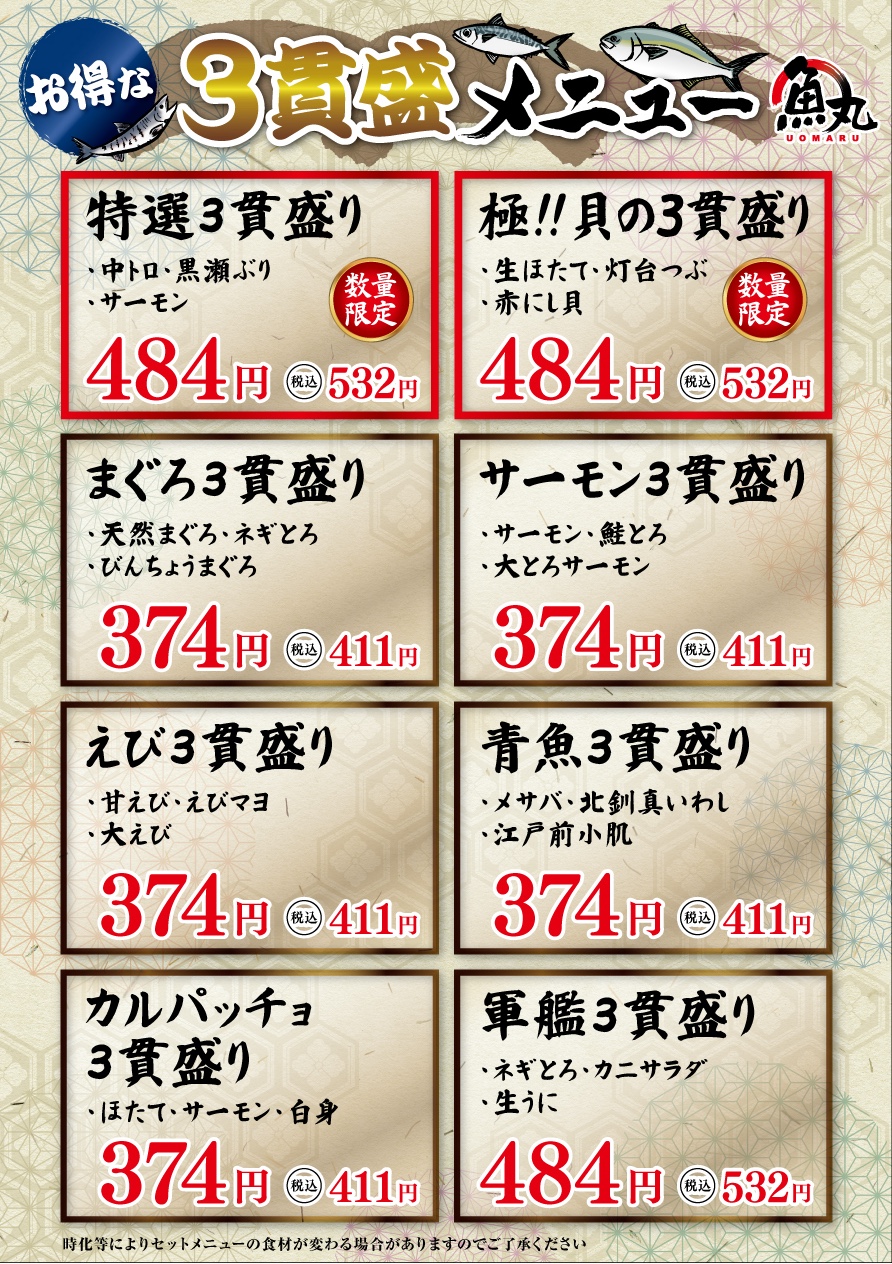 お得な
3貫盛メニュー
魚丸
UOMARU
特選3貫盛り
・中トロ・黒瀬ぶり
・サーモン
数量
限定
484円 税込 532円
極!!貝の3貫盛り
・生ほたて・灯台つぶ
・赤にし貝
数量
限定
484円 税込 532円
まぐろ3貫盛り
・天然まぐろ・ネギとろ
・びんちょうまぐろ
374円 税込 411円
サーモン3貫盛り
・サーモン・鮭とろ
・大とろサーモン
374円 税込 411円
えび3貫盛り
・甘えび・えびマヨ
・大えび
374円 税込 411円
青魚3貫盛り
・メサバ・北釧真いわし
・江戸前小肌
374円 税込 411円
カルパッチョ
3貫盛り
・ほたて・サーモン・白身
374円 税込 411円
軍艦3貫盛り
・ネギとろ・カニサラダ
・生うに
484円 税込 532円
時化等によりセットメニューの食材が変わる場合がありますのでご了承ください